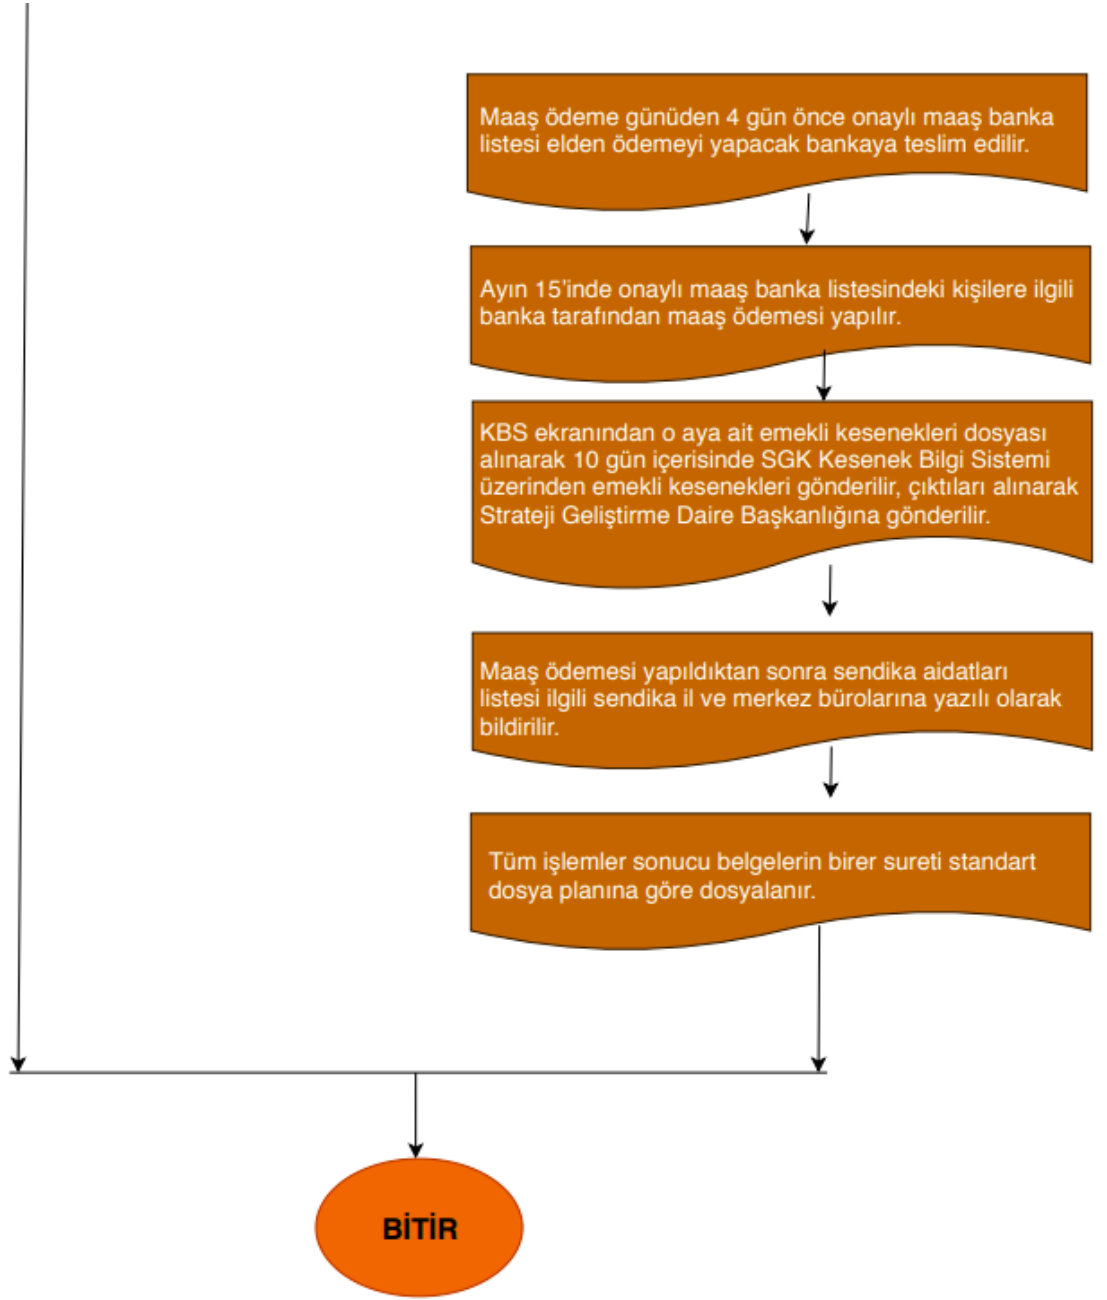 Maaş ödeme günüden 4 gün önce onaylı maaş banka
listesi elden ödemeyi yapacak bankaya teslim edilir.
Ayın 15'inde onaylı maaş banka listesindeki kişilere ilgili
banka tarafından maaş ödemesi yapılır.
KBS ekranından o aya ait emekli kesenekleri dosyası
alınarak 10 gün içerisinde SGK Kesenek Bilgi Sistemi
üzerinden emekli kesenekleri gönderilir, çıktıları alınarak
Strateji Geliştirme Daire Başkanlığına gönderilir.
Maaş ödemesi yapıldıktan sonra sendika aidatları
listesi ilgili sendika il ve merkez bürolarına yazılı olarak
bildirilir.
Tüm işlemler sonucu belgelerin birer sureti standart
dosya planına göre dosyalanır.
BİTİR